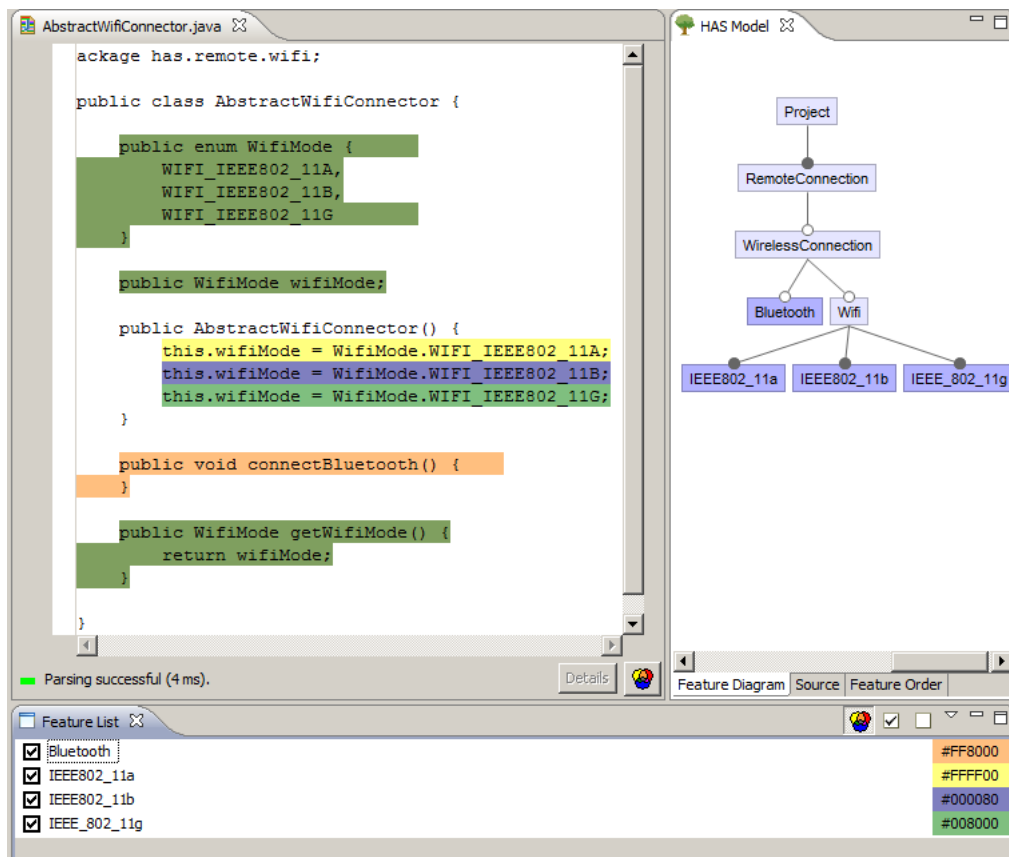 AbstractWifiConnector.java
ackage has.remote.wifi;
public class AbstractWifiConnector {
public enum WifiMode {
WIFI_IEEE802_11A,
WIFI_IEEE802_11B,
WIFI_IEEE802_11G
}
public WifiMode wifiMode;
public AbstractWifiConnector() {
this.wifiMode = WifiMode.WIFI_IEEE802_11A;
this.wifiMode = WifiMode.WIFI_IEEE802_11B;
this.wifiMode = WifiMode.WIFI_IEEE802_11G;
}
public void connectBluetooth() {
}
public WifiMode getWifiMode() {
return wifiMode;
}
}
Parsing successful (4 ms).
Details
HAS Model
Project
RemoteConnection
WirelessConnection
Bluetooth Wifi
IEEE802_11a IEEE802_11b IEEE_802_11g
Feature Diagram Source Feature Order
Feature List
Bluetooth #FF8000
IEEE802_11a #FFFF00
IEEE802_11b #000080
IEEE_802_11g #008000